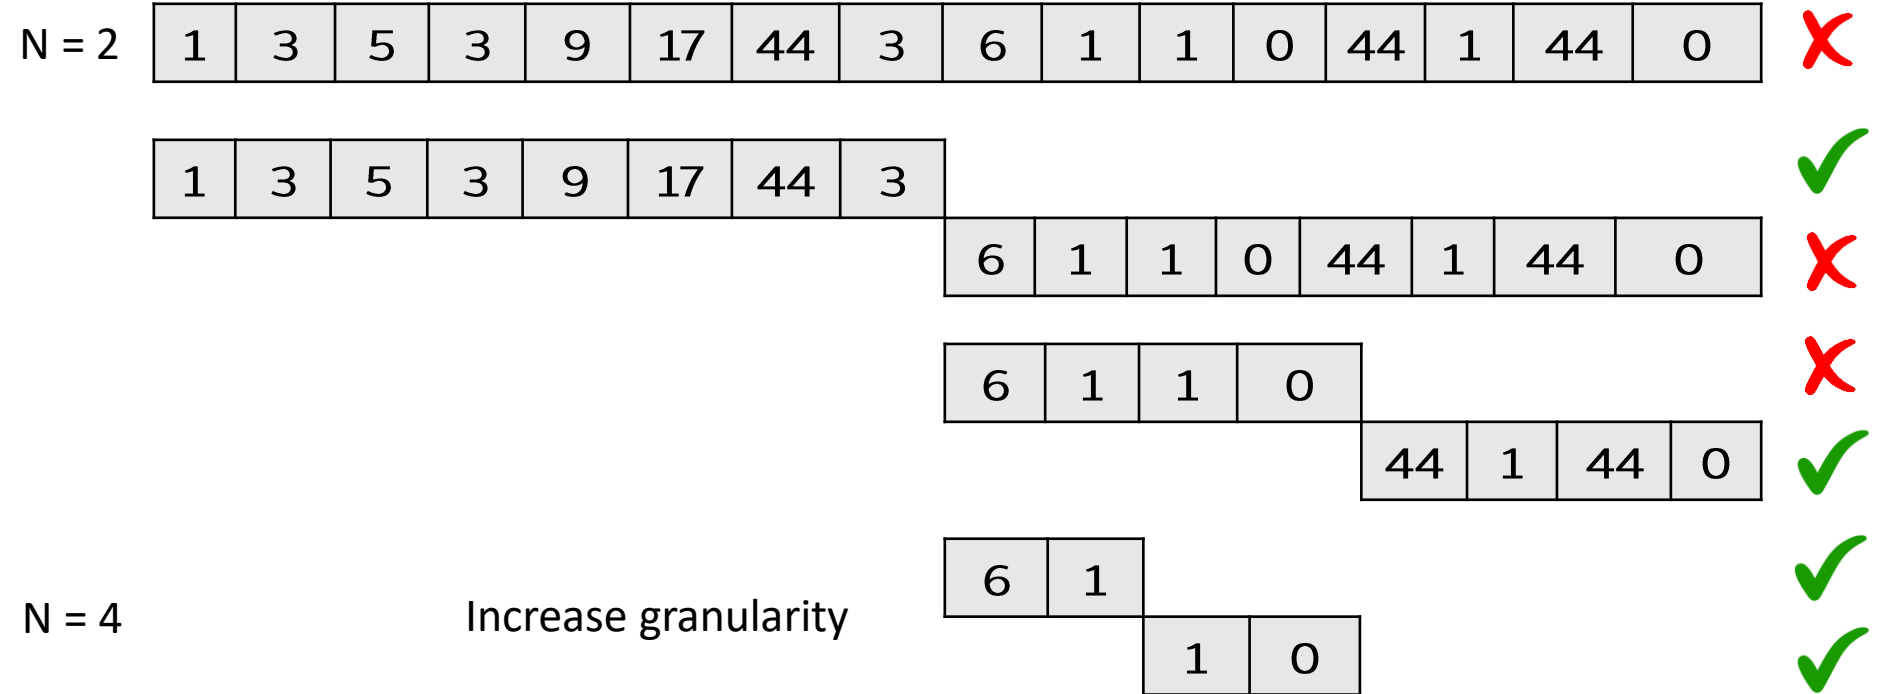 N = 2 1 3 5 3 9 17 44 3 6 1 1 0 44 1 44 0
1 3 5 3 9 17 44 3
6 1 1 0 44 1 44 0
6 1 1 0
44 1 44 0
6 1
N = 4 Increase granularity
1 0